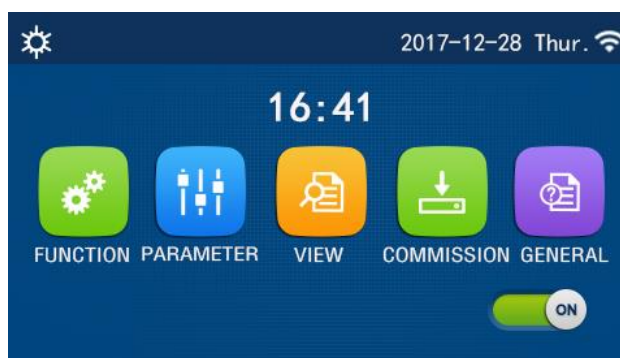 2017-12-28 Thur.
16:41
FUNCTION PARAMETER VIEW COMMISSION GENERAL
ON